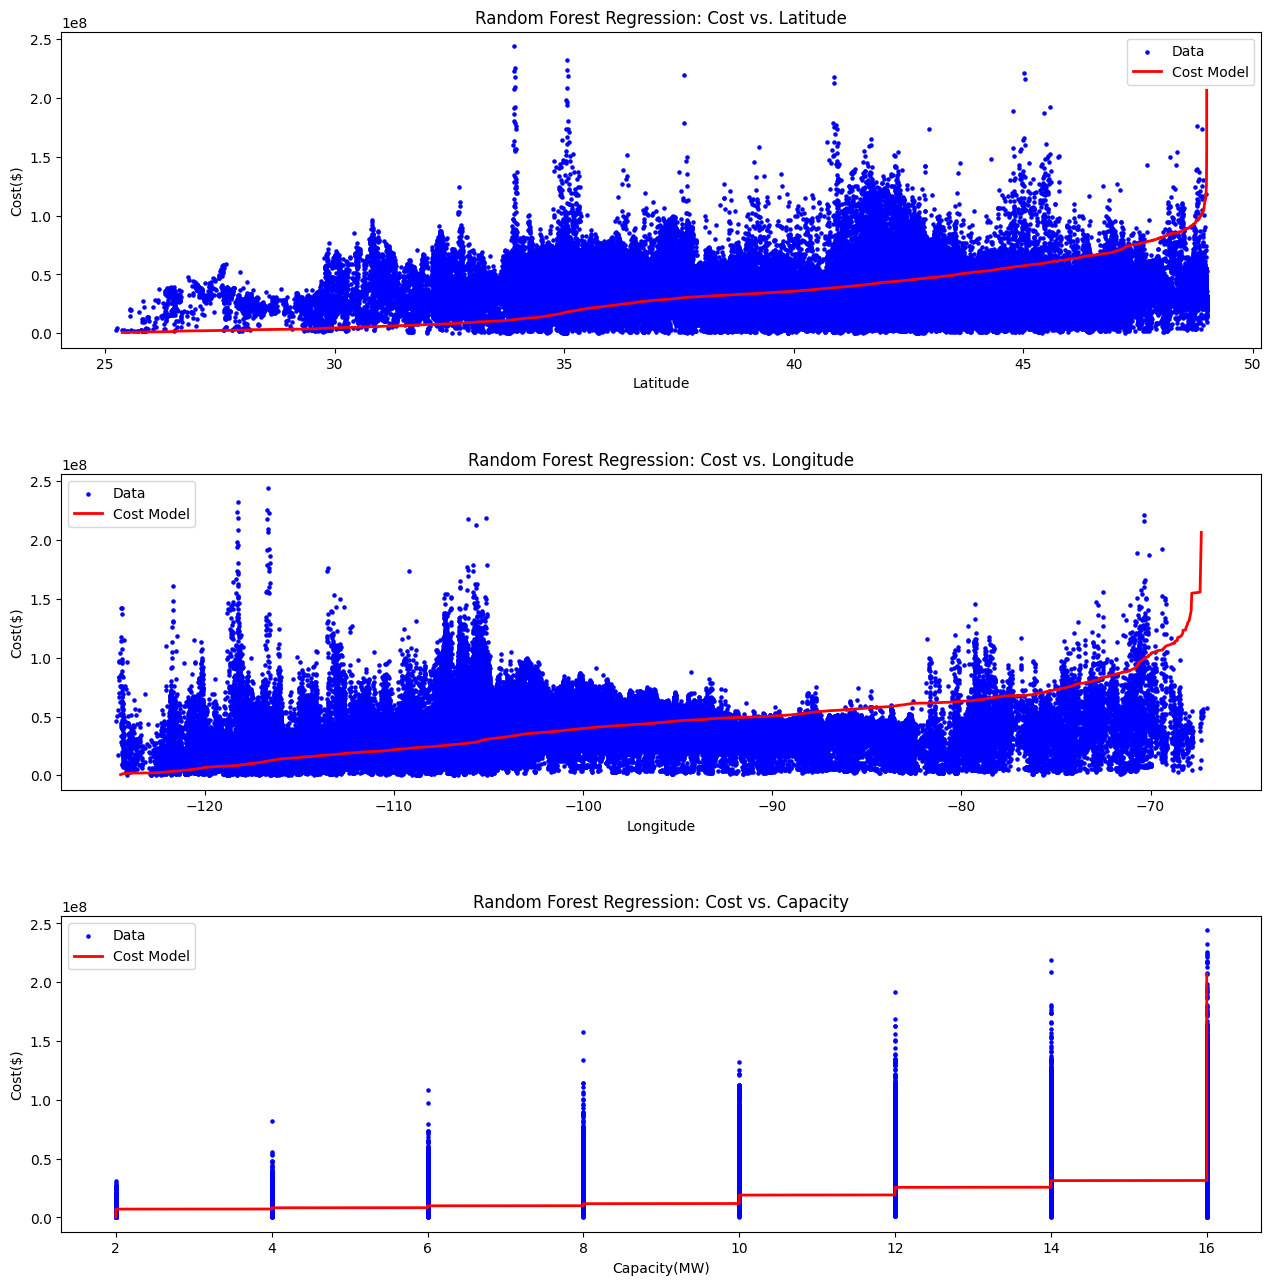 Random Forest Regression: Cost vs. Latitude
1e8
2.5
2.0
1.5
1.0
0.5
0.0
Cost($)
Data
Cost Model
25 30 35 40 45 50
Latitude
Random Forest Regression: Cost vs. Longitude
1e8
2.5
2.0
1.5
1.0
0.5
0.0
Cost($)
Data
Cost Model
−120 −110 −100 −90 −80 −70
Longitude
Random Forest Regression: Cost vs. Capacity
1e8
2.5
2.0
1.5
1.0
0.5
0.0
Cost($)
Data
Cost Model
2 4 6 8 10 12 14 16
Capacity(MW)